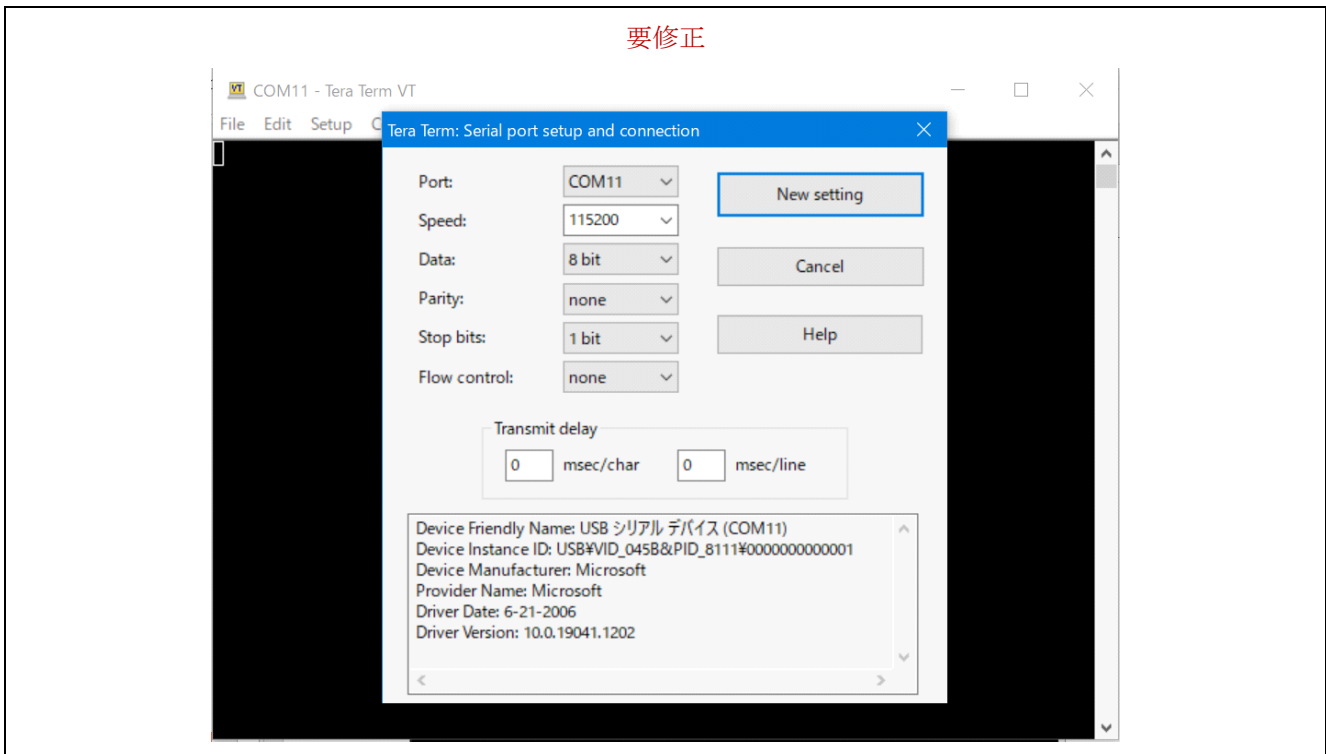 要修正
COM11 - Tera Term VT
File Edit Setup C
Tera Term: Serial port setup and connection
Port: COM11 New setting
Speed: 115200
Data: 8 bit Cancel
Parity: none
Stop bits: 1 bit Help
Flow control: none
Transmit delay
0 msec/char 0 msec/line
Device Friendly Name: USB シリアル デバイス (COM11)
Device Instance ID: USB¥VID_045B&PID_8111¥0000000000001
Device Manufacturer: Microsoft
Provider Name: Microsoft
Driver Date: 6-21-2006
Driver Version: 10.0.19041.1202